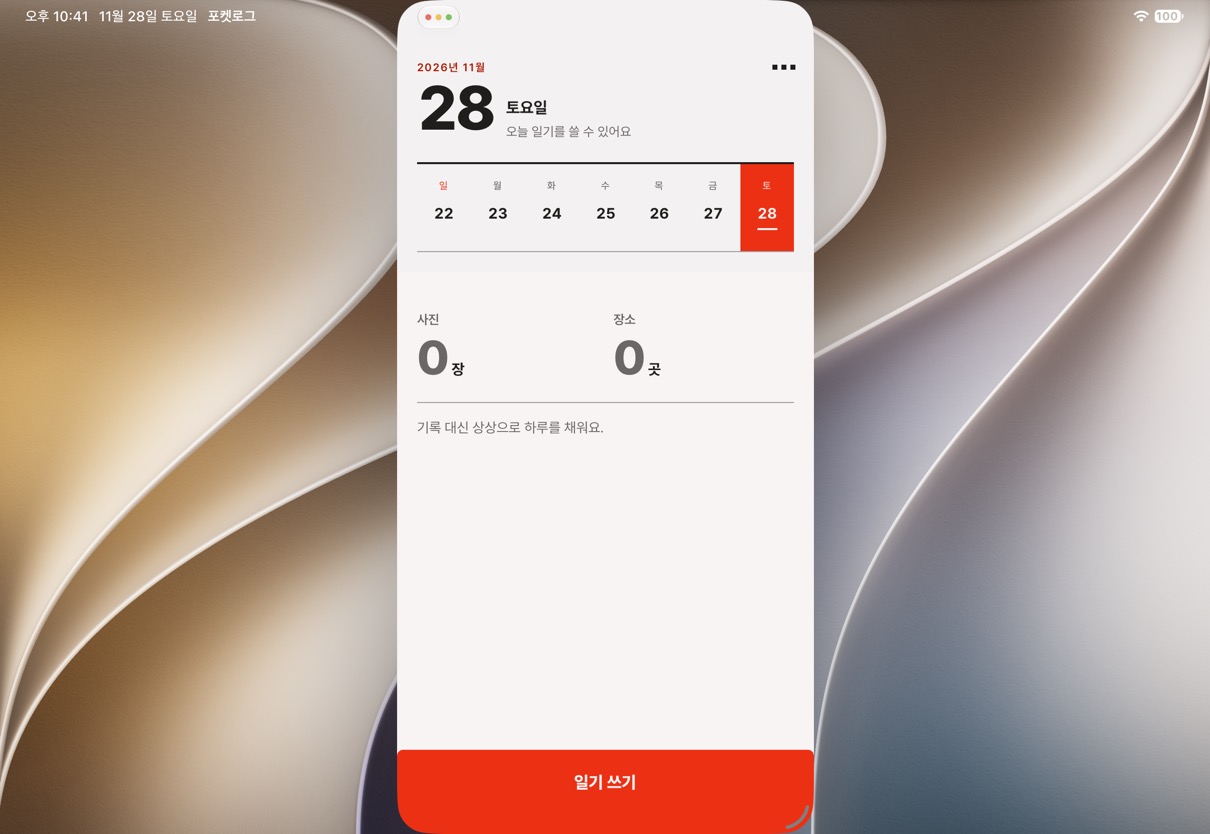 오후 10:41 11월 28일 토요일 포켓로그
100
2026년 11월
28
토요일
오늘 일기를 쓸 수 있어요
일 월 화 수 목 금 토
22 23 24 25 26 27 28
사진 장소
0장 0곳
기록 대신 상상으로 하루를 채워요.
일기 쓰기